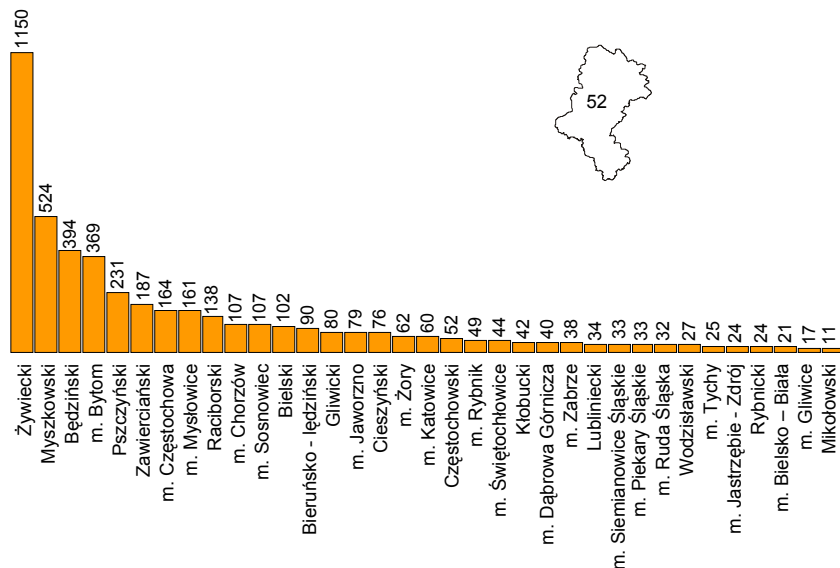 1150
524
394
369
231
187
164
161
138
107
107
102
90
80
79
76
62
60
52
49
44
42
40
38
34
33
33
32
27
25
24
24
21
17
11
52
Żywiecki
Myszkowski
Będziński
m. Bytom
Pszczyński
Zawierciański
m. Częstochowa
m. Mysłowice
Raciborski
m. Chorzów
m. Sosnowiec
Bielski
Bieruńsko - lędziński
Gliwicki
m. Jaworzno
Cieszyński
m. Żory
m. Katowice
Częstochowski
m. Rybnik
m. Świętochłowice
Kłobucki
m. Dąbrowa Górnicza
m. Zabrze
Lubliniecki
m. Siemianowice Śląskie
m. Piekary Śląskie
m. Ruda Śląska
Wodzisławski
m. Tychy
m. Jastrzębie - Zdrój
Rybnicki
m. Bielsko – Biała
m. Gliwice
Mikołowski